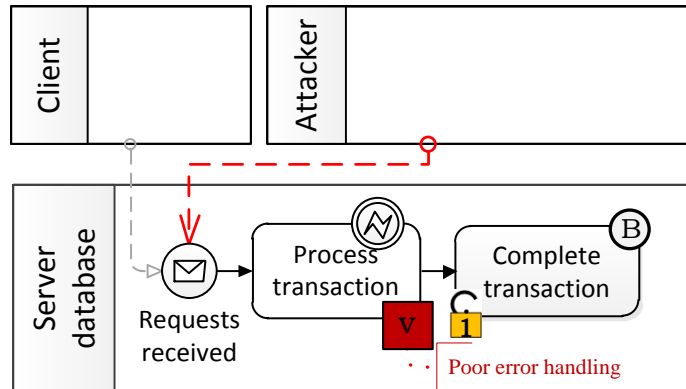 Client
Attacker
Server
database
Requests
received
Process
transaction
v
Complete
transaction
B
1
Poor error handling